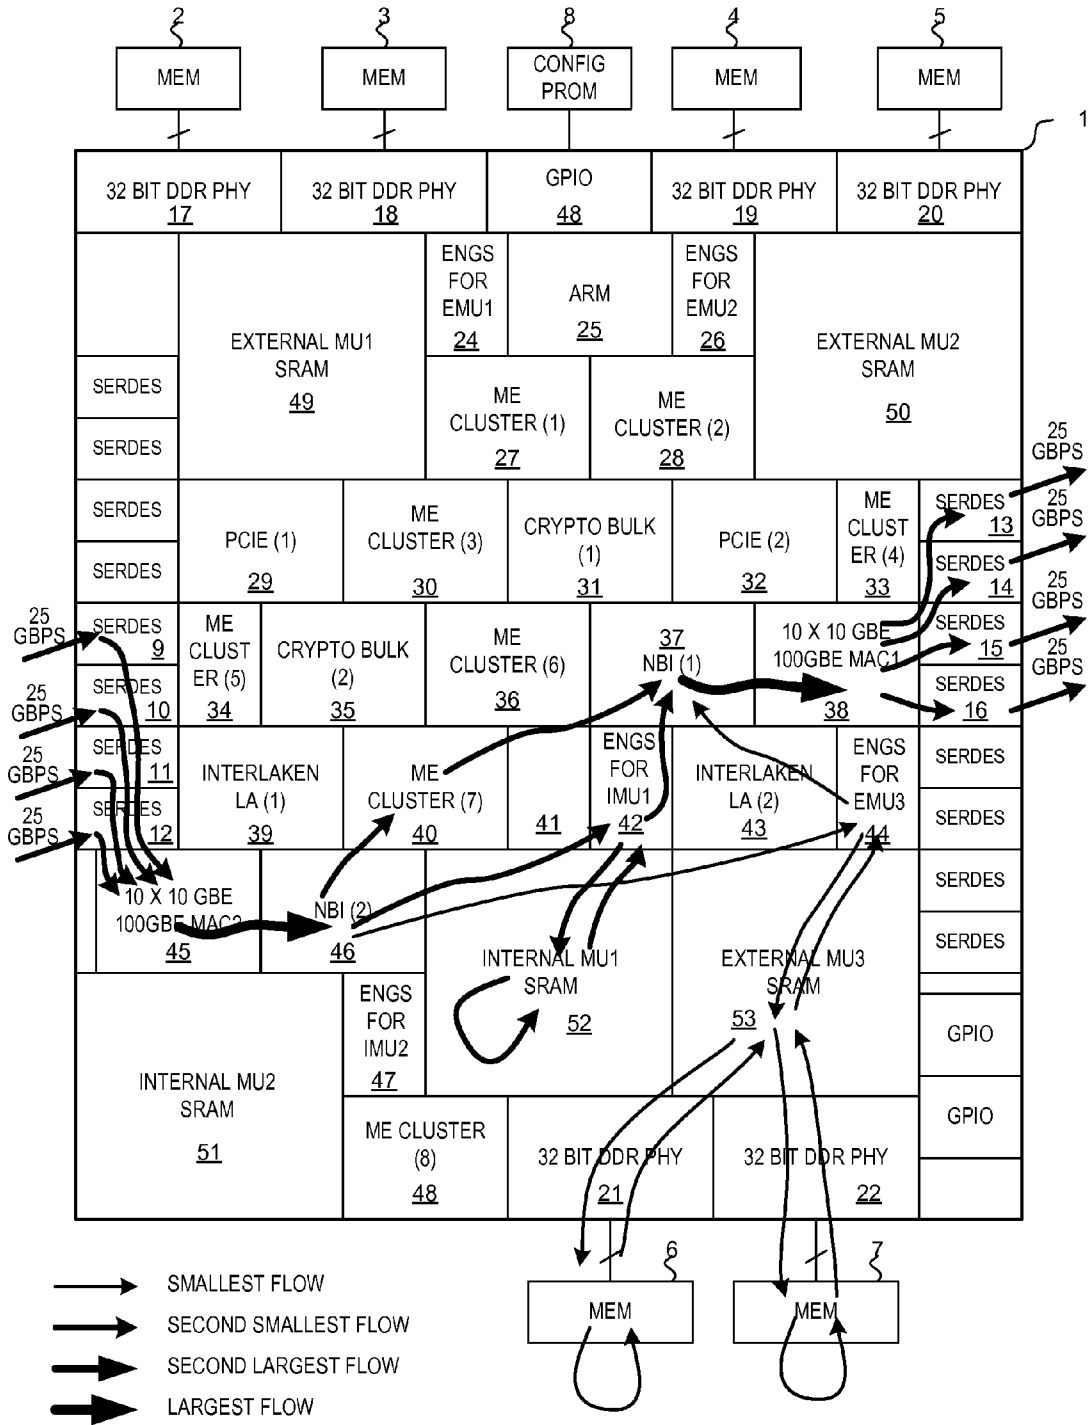 2
3
8
4
5
MEM
MEM
CONFIG
PROM
MEM
MEM
1
32 BIT DDR PHY
17
32 BIT DDR PHY
18
GPIO
48
32 BIT DDR PHY
19
32 BIT DDR PHY
20
EXTERNAL MU1
SRAM
49
ENGS
FOR
EMU1
24
ARM
25
ENGS
FOR
EMU2
26
EXTERNAL MU2
SRAM
50
SERDES
SERDES
ME
CLUSTER (1)
27
ME
CLUSTER (2)
28
SERDES
SERDES
PCIE (1)
29
ME
CLUSTER (3)
30
CRYPTO BULK
(1)
31
PCIE (2)
32
ME
CLUST
ER (4)
33
SERDES
13
SERDES
14
25
GBPS
25
GBPS
25
GBPS
25
GBPS
25
GBPS
25
GBPS
25
GBPS
25
GBPS
SERDES
9
SERDES
10
ME
CLUST
ER (5)
34
CRYPTO BULK
(2)
35
ME
CLUSTER (6)
36
37
NBI (1)
10 X 10 GBE
100GBE MAC1
38
SERDES
15
SERDES
16
SERDES
11
SERDES
12
INTERLAKEN
LA (1)
39
ME
CLUSTER (7)
40
41
ENGS
FOR
IMU1
42
INTERLAKEN
LA (2)
43
ENGS
FOR
EMU3
44
SERDES
SERDES
10 X 10 GBE
100GBE MAC2
45
NBI (2)
46
INTERNAL MU1
SRAM
52
EXTERNAL MU3
SRAM
53
SERDES
SERDES
INTERNAL MU2
SRAM
51
ENGS
FOR
IMU2
47
GPIO
GPIO
ME CLUSTER
(8)
48
32 BIT DDR PHY
21
32 BIT DDR PHY
22
6
7
MEM
MEM
SMALLEST FLOW
SECOND SMALLEST FLOW
SECOND LARGEST FLOW
LARGEST FLOW